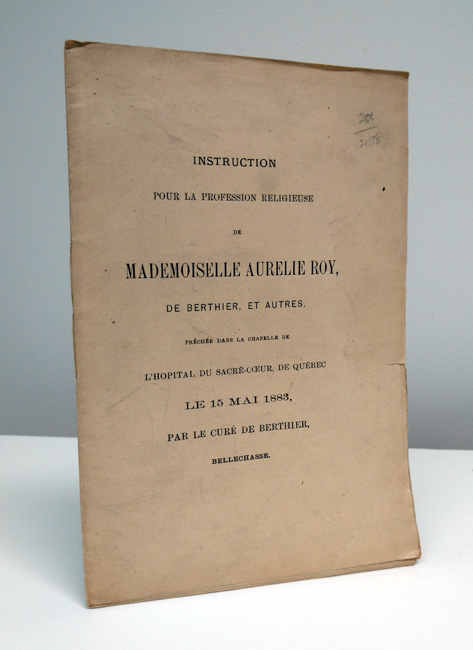 INSTRUCTION
POUR LA PROFESSION RELIGIEUSE
DE
MADEMOISELLE AURELIE ROY,
DE BERTHIER, ET AUTRES,
PRÊCHÉE DANS LA CHAPELLE DE
L'HOPITAL DU SACRÉ-CŒUR, DE QUÉBEC
LE 15 MAI 1883,
PAR LE CURÉ DE BERTHIER,
BELLECHASSE.